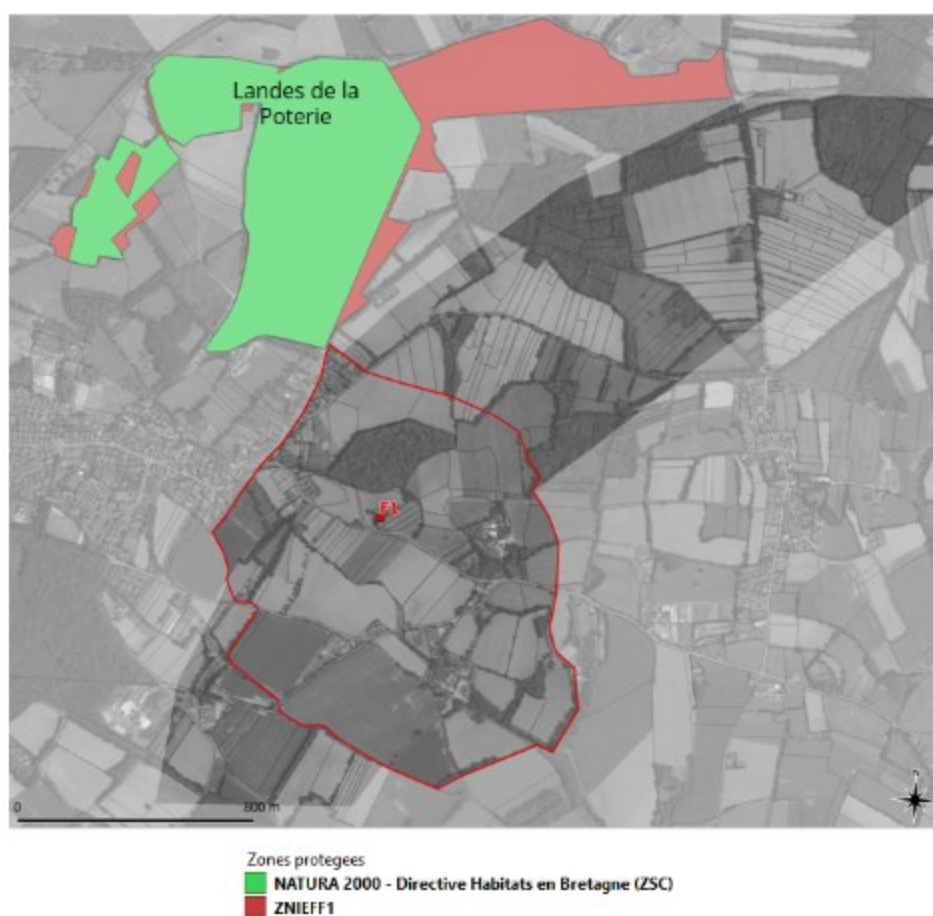 Landes de la
Poterie
F1
0 800 m
N
Zones protegees
NATURA 2000 - Directive Habitats en Bretagne (ZSC)
ZNIEFF1